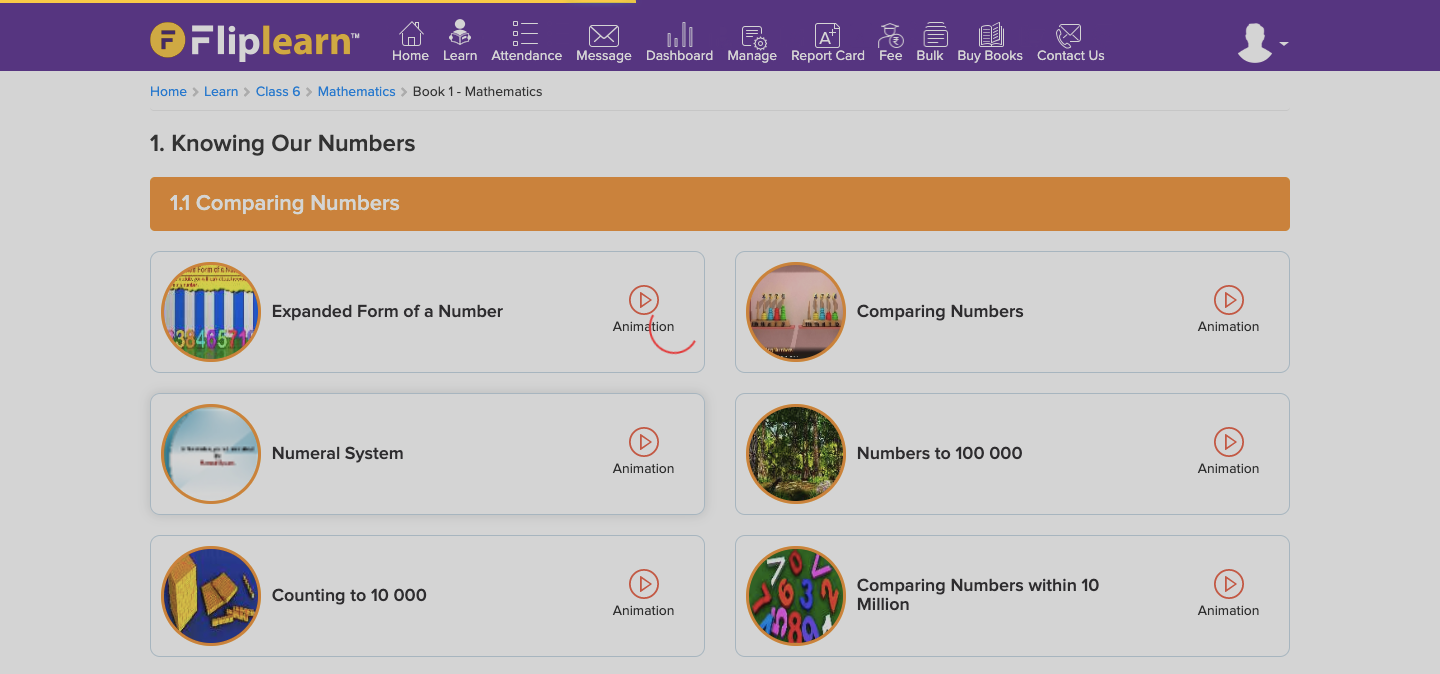 Fliplearn™
Home Learn Attendance Message Dashboard Manage Report Card Fee Bulk Buy Books Contact Us
Home Learn Class 6 Mathematics Book 1 - Mathematics
1. Knowing Our Numbers
1.1 Comparing Numbers
Expanded Form of a Number
Animation
Comparing Numbers
Animation
Numeral System
Animation
Numbers to 100 000
Animation
Counting to 10 000
Animation
Comparing Numbers within 10
Million
Animation